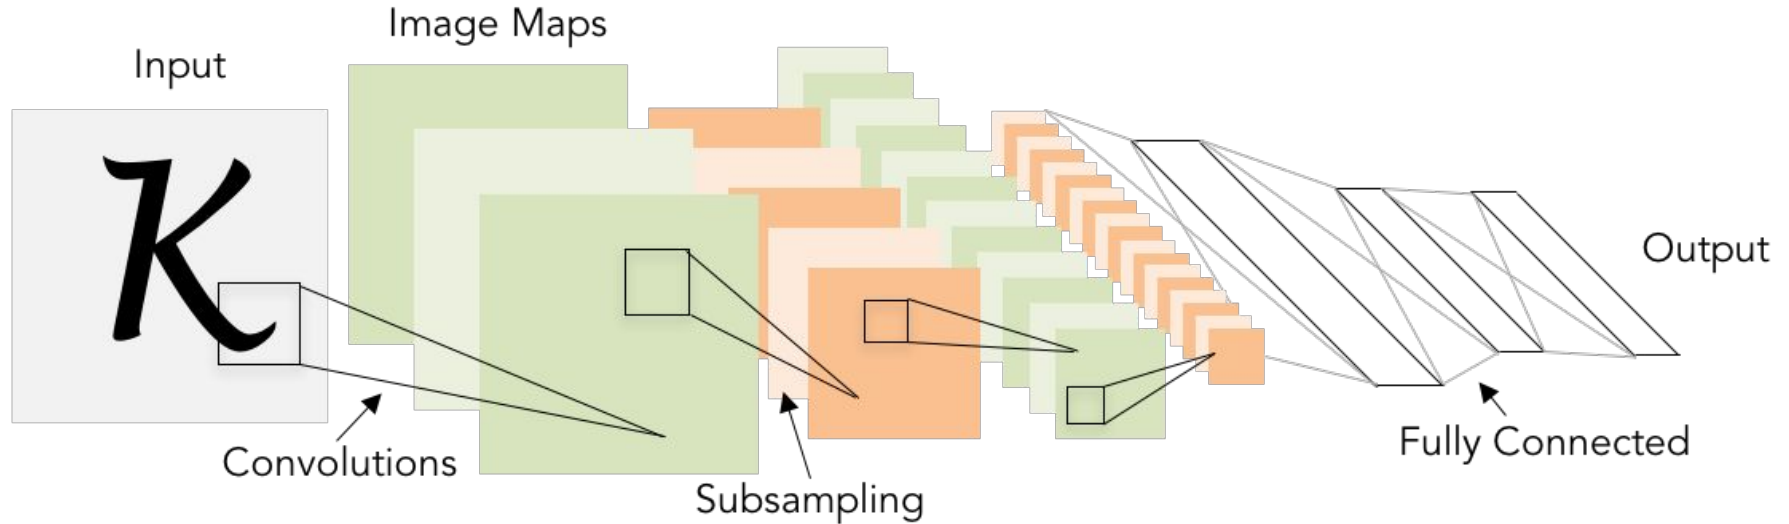 Image Maps
Input
K
Output
Convolutions
Fully Connected
Subsampling